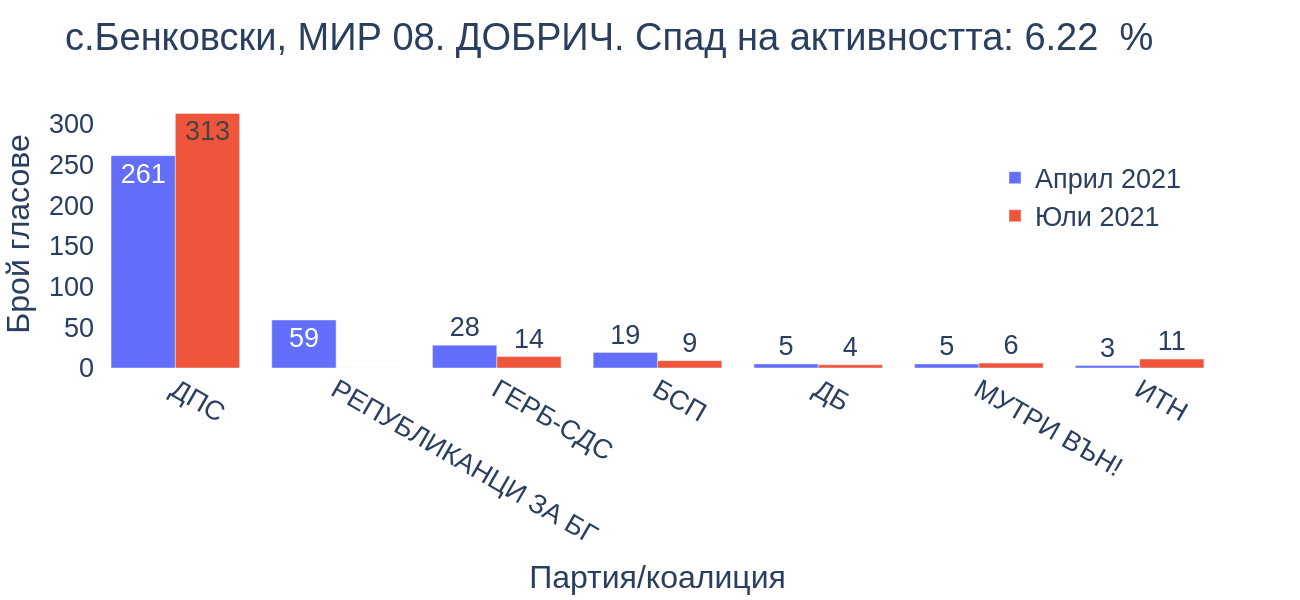 с.Бенковски, МИР 08. ДОБРИЧ. Спад на активността: 6.22 %
Брой гласове
300
250
200
150
100
50
0
261
313
59
28
14
19
9
5
4
5
6
3
11
Април 2021
Юли 2021
ДПС
РЕПУБЛИКАНЦИ ЗА БГ
ГЕРБ-СДС
БСП
ДБ
МУТРИ ВЪН!
ИТН
Партия/коалиция